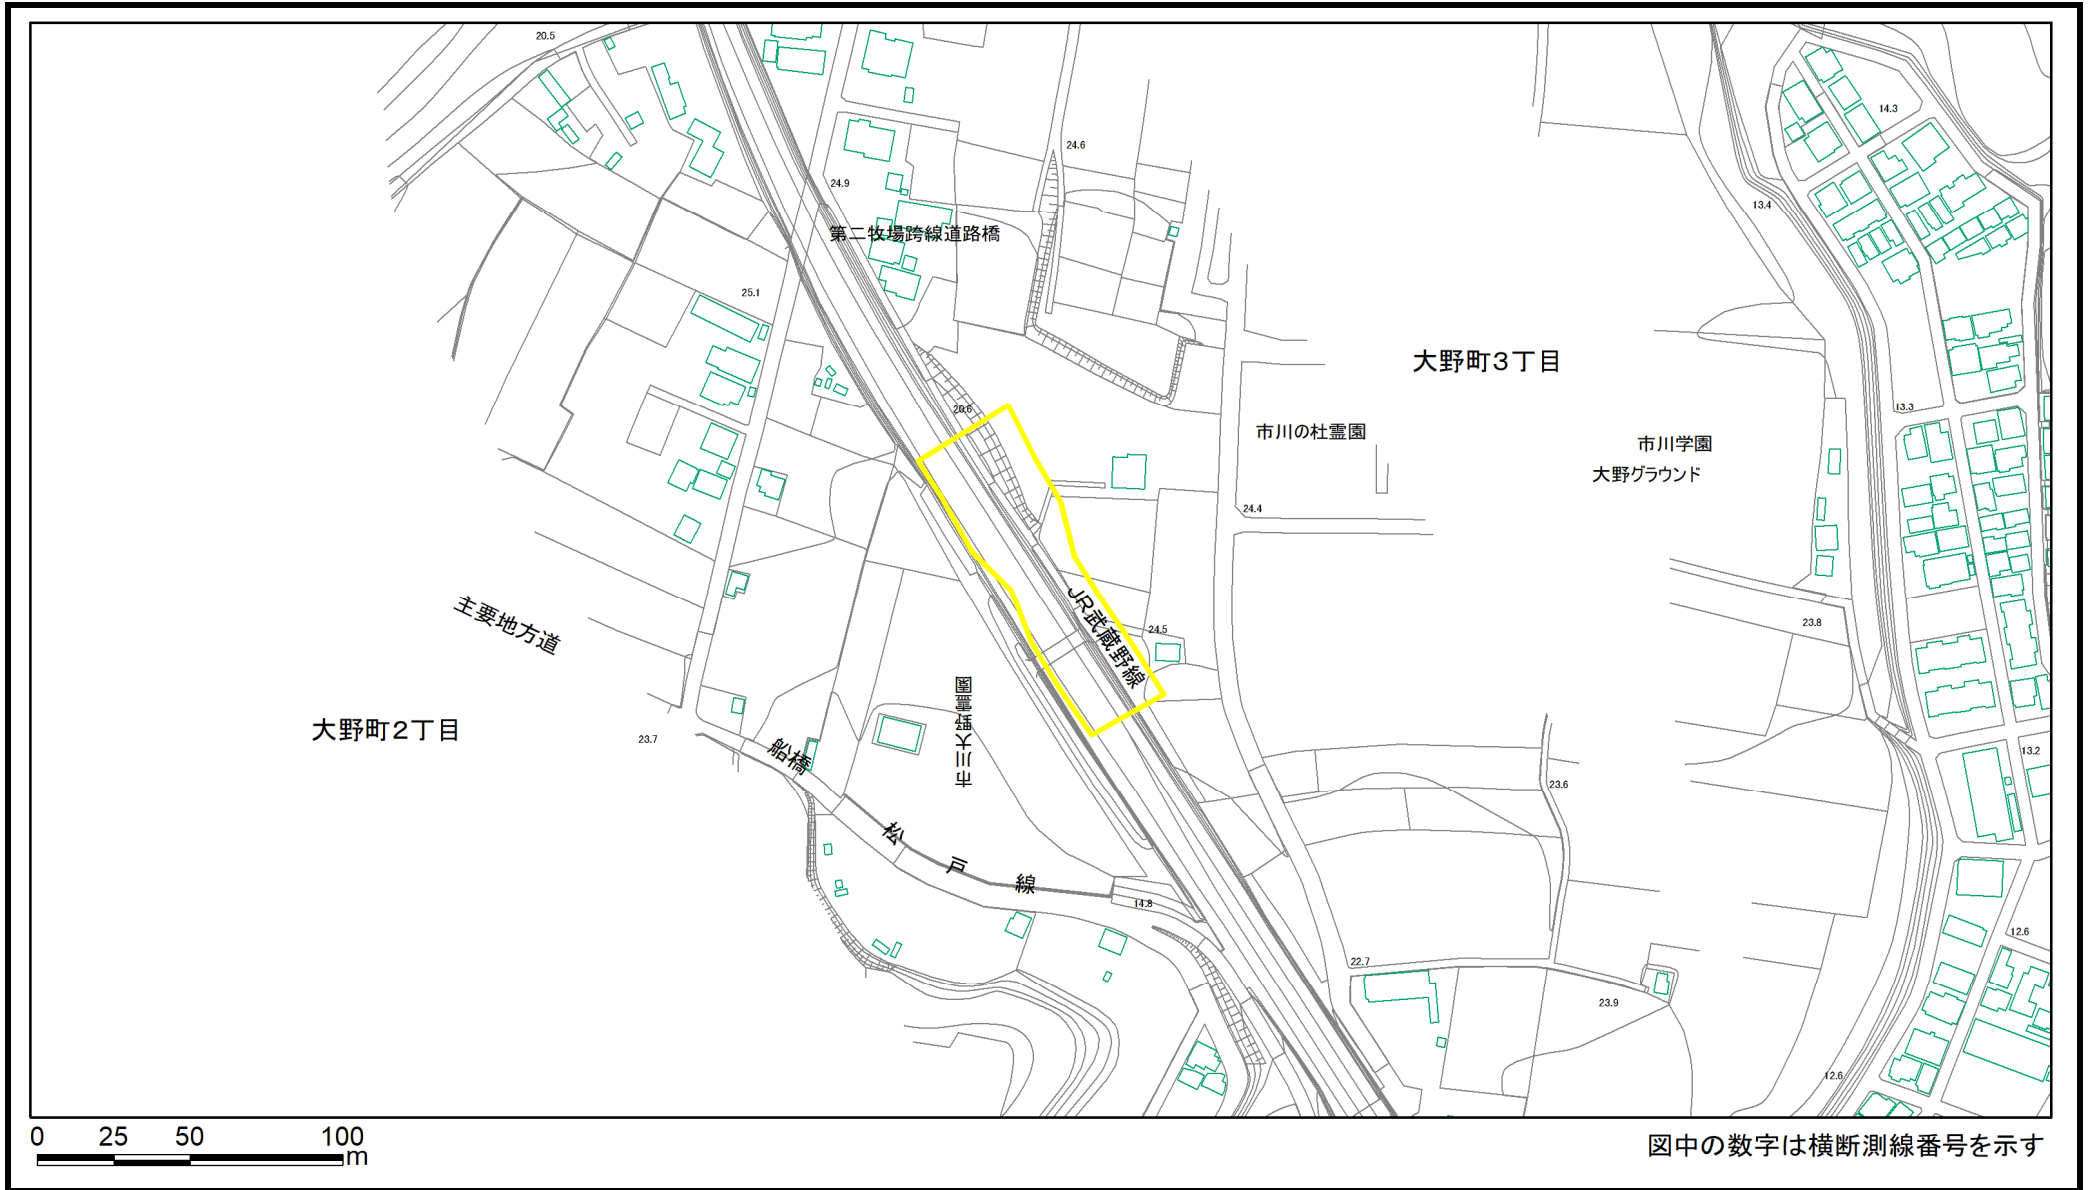 20.5
14.3
24.6
24.9
13.4
第二牧場跨線道路橋
25.1
大野町3丁目
20.6
13.3
市川の杜霊園
市川学園
大野グラウンド
24.4
主要地方道
JR武蔵野線
24.5
23.8
市川大野霊園
大野町2丁目
23.7
船橋
13.2
23.6
松
戸
線
14.8
12.6
22.7
23.9
12.6
0 25 50 100
m
図中の数字は横断測線番号を示す